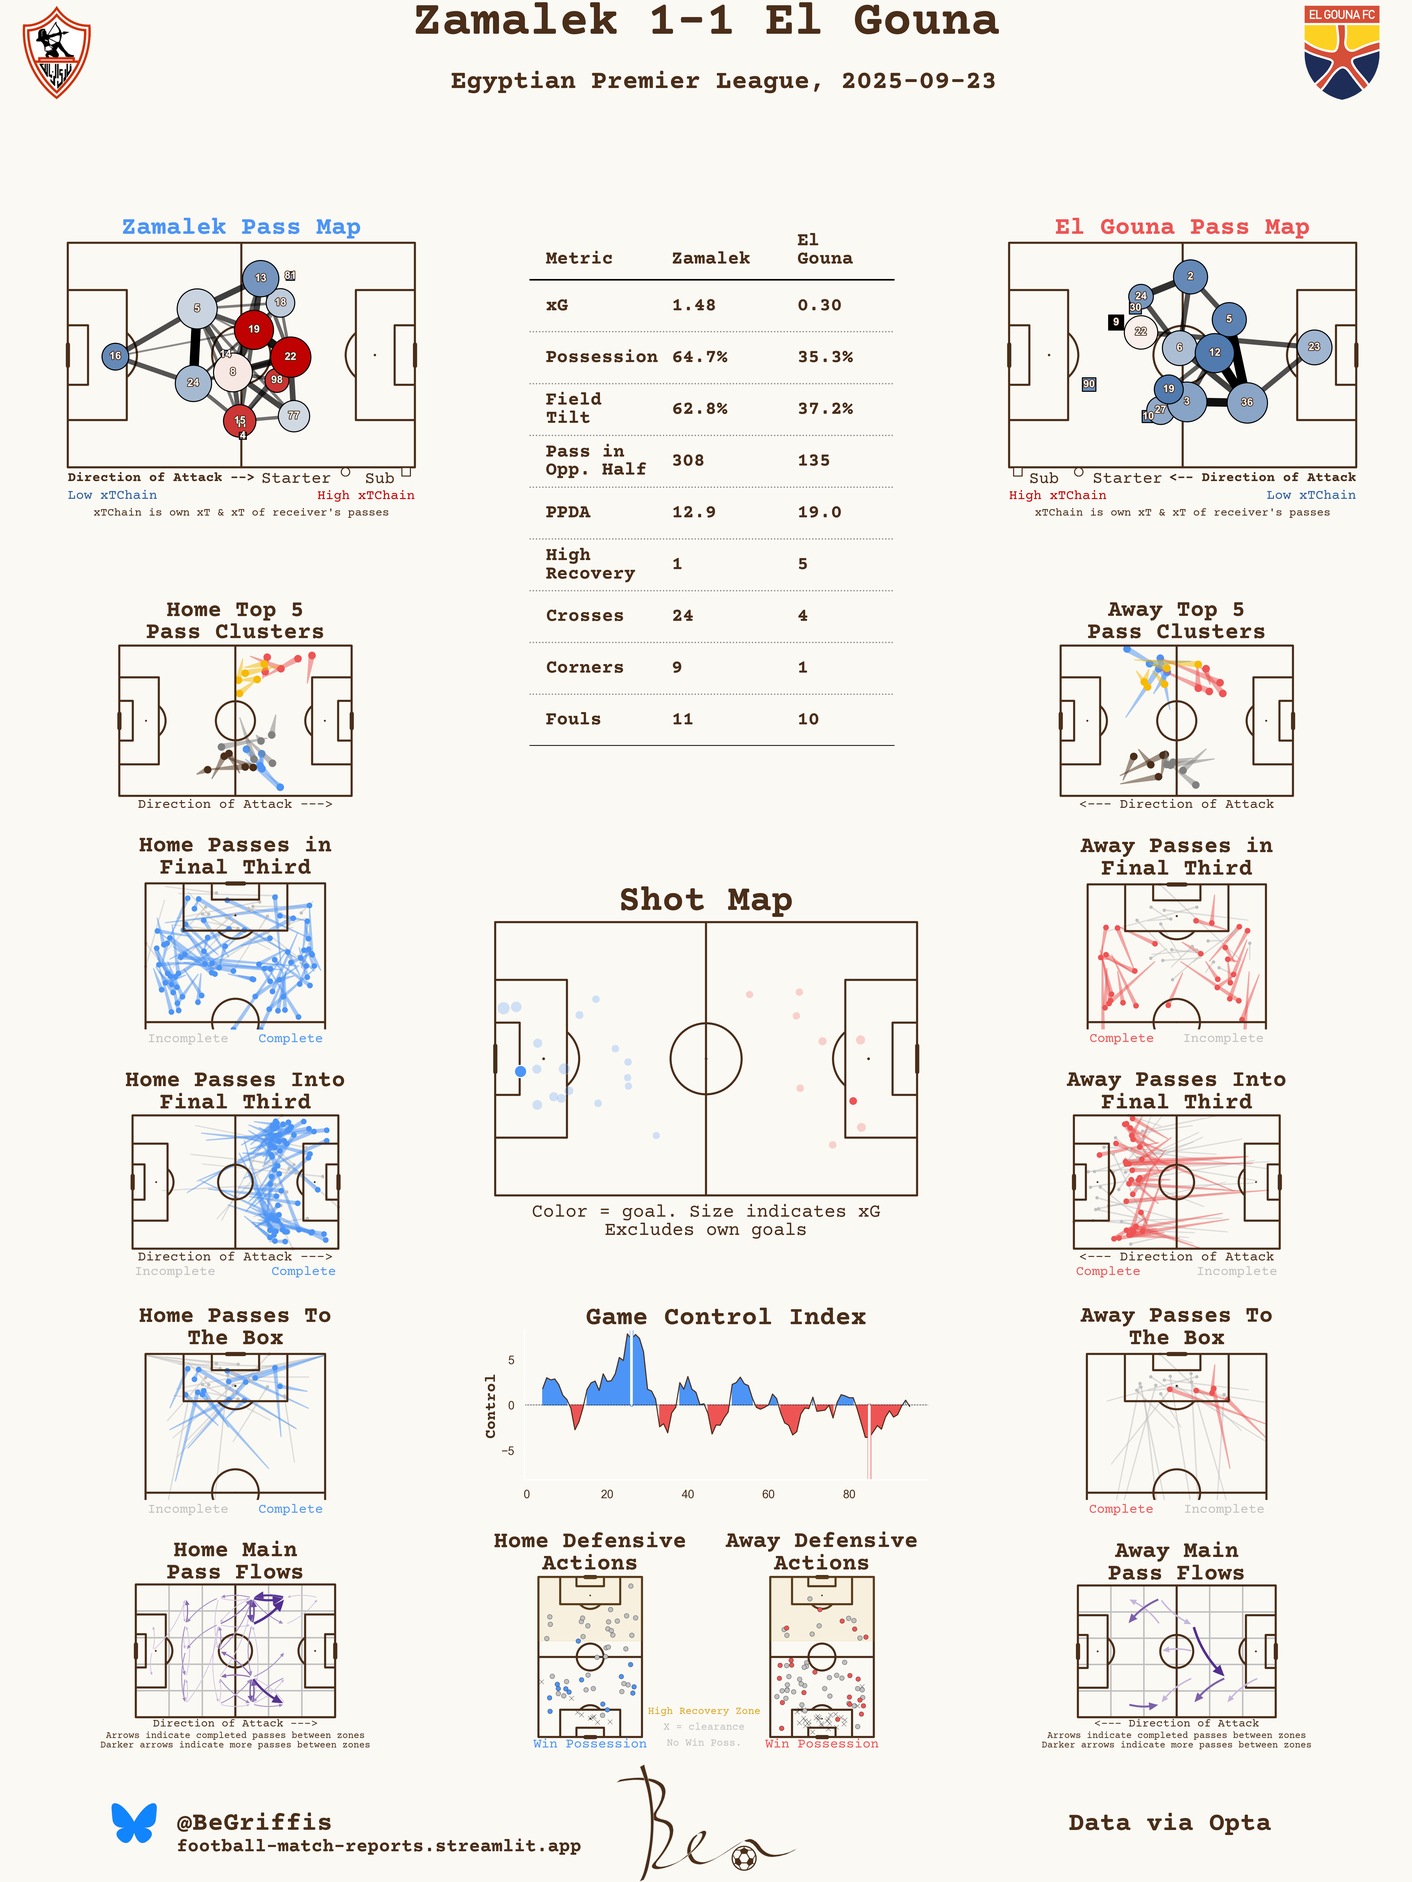 Zamalek 1-1 El Gouna
EL GOUNA FC
الزمالك
Egyptian Premier League, 2025-09-23
Zamalek Pass Map
13
81
5
18
19
16
14
22
8
24
98
15
77
4
Direction of Attack --> Starter Sub
Low xTChain High xTChain
xTChain is own xT & xT of receiver's passes
Metric Zamalek El Gouna
xG 1.48 0.30
Possession 64.7% 35.3%
Field Tilt 62.8% 37.2%
Pass in Opp. Half 308 135
PPDA 12.9 19.0
High Recovery 1 5
Crosses 24 4
Corners 9 1
Fouls 11 10
El Gouna Pass Map
2
24
30
9
5
22
6
12
23
90
19
3
36
27
10
Sub Starter <-- Direction of Attack
High xTChain Low xTChain
xTChain is own xT & xT of receiver's passes
Home Top 5
Pass Clusters
Direction of Attack --->
Away Top 5
Pass Clusters
<--- Direction of Attack
Home Passes in
Final Third
Incomplete Complete
Away Passes in
Final Third
Complete Incomplete
Shot Map
Color = goal. Size indicates xG
Excludes own goals
Home Passes Into
Final Third
Direction of Attack --->
Incomplete Complete
Away Passes Into
Final Third
<--- Direction of Attack
Complete Incomplete
Home Passes To
The Box
Incomplete Complete
Game Control Index
Control
5
0
−5
0 20 40 60 80
Away Passes To
The Box
Complete Incomplete
Home Main
Pass Flows
Direction of Attack --->
Arrows indicate completed passes between zones
Darker arrows indicate more passes between zones
Home Defensive
Actions
Win Possession
High Recovery Zone
X = clearance
No Win Poss.
Away Defensive
Actions
Win Possession
Away Main
Pass Flows
<--- Direction of Attack
Arrows indicate completed passes between zones
Darker arrows indicate more passes between zones
@BeGriffis
football-match-reports.streamlit.app
Ben
Data via Opta